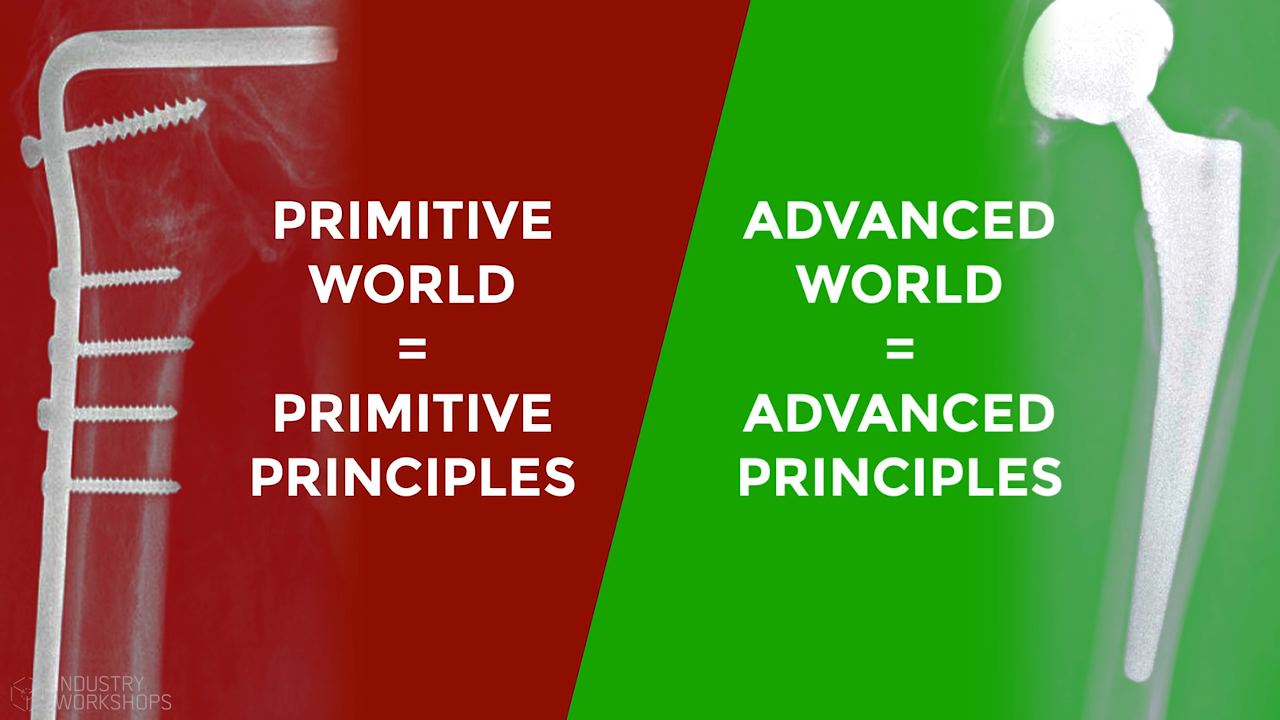 PRIMITIVE
WORLD
=
PRIMITIVE
PRINCIPLES
ADVANCED
WORLD
=
ADVANCED
PRINCIPLES
INDUSTRY
WORKSHOPS